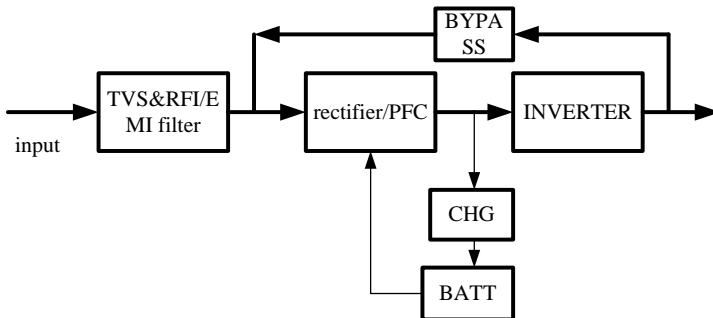 BYPA
SS
TVS&RFI/E
MI filter
rectifier/PFC
INVERTER
input
CHG
BATT